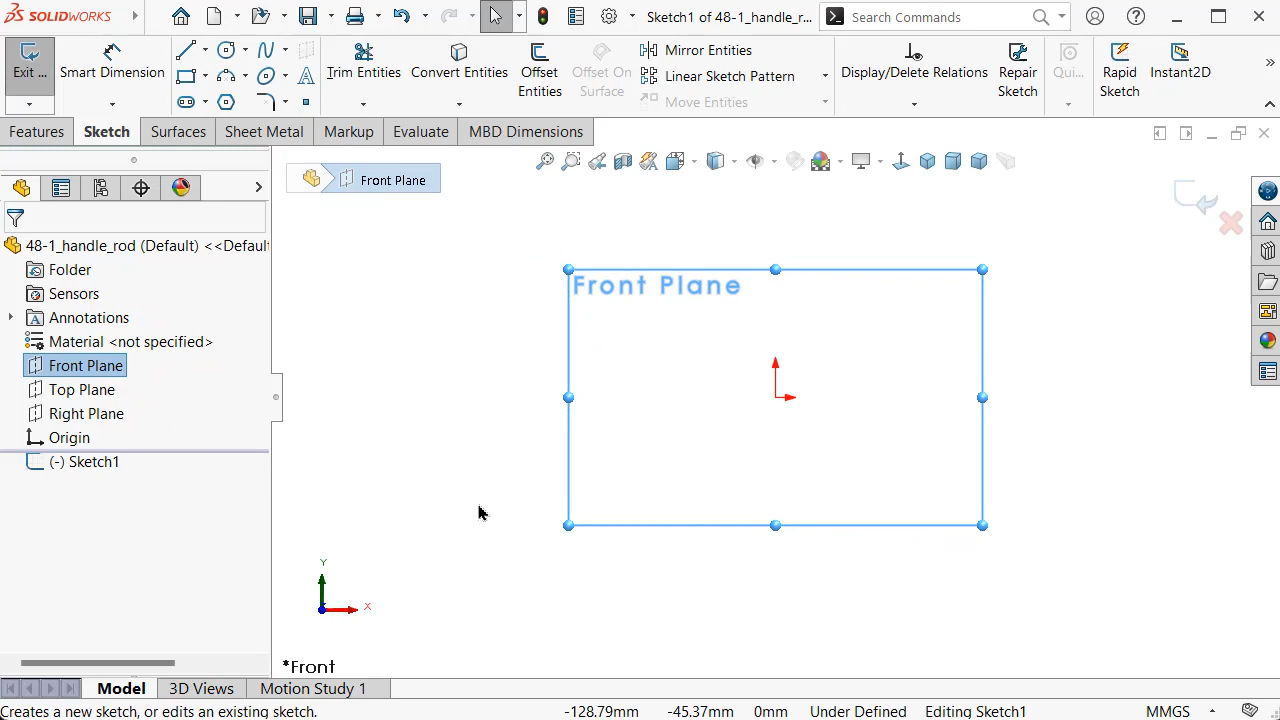 SOLIDWORKS
Sketch1 of 48-1_handle_r...
Search Commands
Exit ...
Smart Dimension
Trim Entities
Convert Entities
Offset
Entities
Offset On
Surface
Mirror Entities
Linear Sketch Pattern
Move Entities
Display/Delete Relations
Repair
Sketch
Qui...
Rapid
Sketch
Instant2D
Features
Sketch
Surfaces
Sheet Metal
Markup
Evaluate
MBD Dimensions
Front Plane
48-1_handle_rod (Default) <<Defaul
Folder
Sensors
Annotations
Material <not specified>
Front Plane
Top Plane
Right Plane
Origin
(-) Sketch1
Front Plane
Y
X
*Front
Model
3D Views
Motion Study 1
Creates a new sketch, or edits an existing sketch.
-128.79mm
-45.37mm
0mm
Under Defined
Editing Sketch1
MMGS